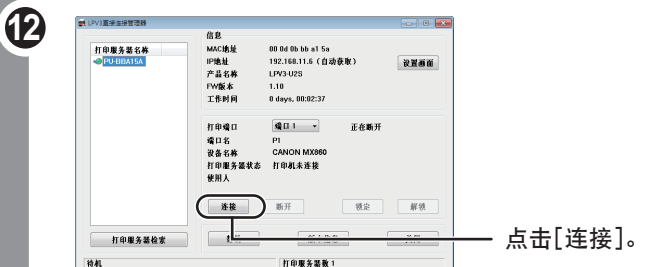 12
LPV3直接连接管理器
打印服务器名称
PU-BBA15A
信息
MAC地址 00 0d 0b bb a1 5a
IP地址 192.168.11.6（自动获取）
设置画面
产品名称 LPV3-U2S
FW版本 1.10
工作时间 0 days, 00:02:37
打印端口 端口 1 正在断开
端口名 P1
设备名称 CANON MX860
打印服务器状态 打印机未连接
使用人
连接 断开 锁定 解锁
点击[连接]。
打印服务器检索
待机 打印服务器数 1